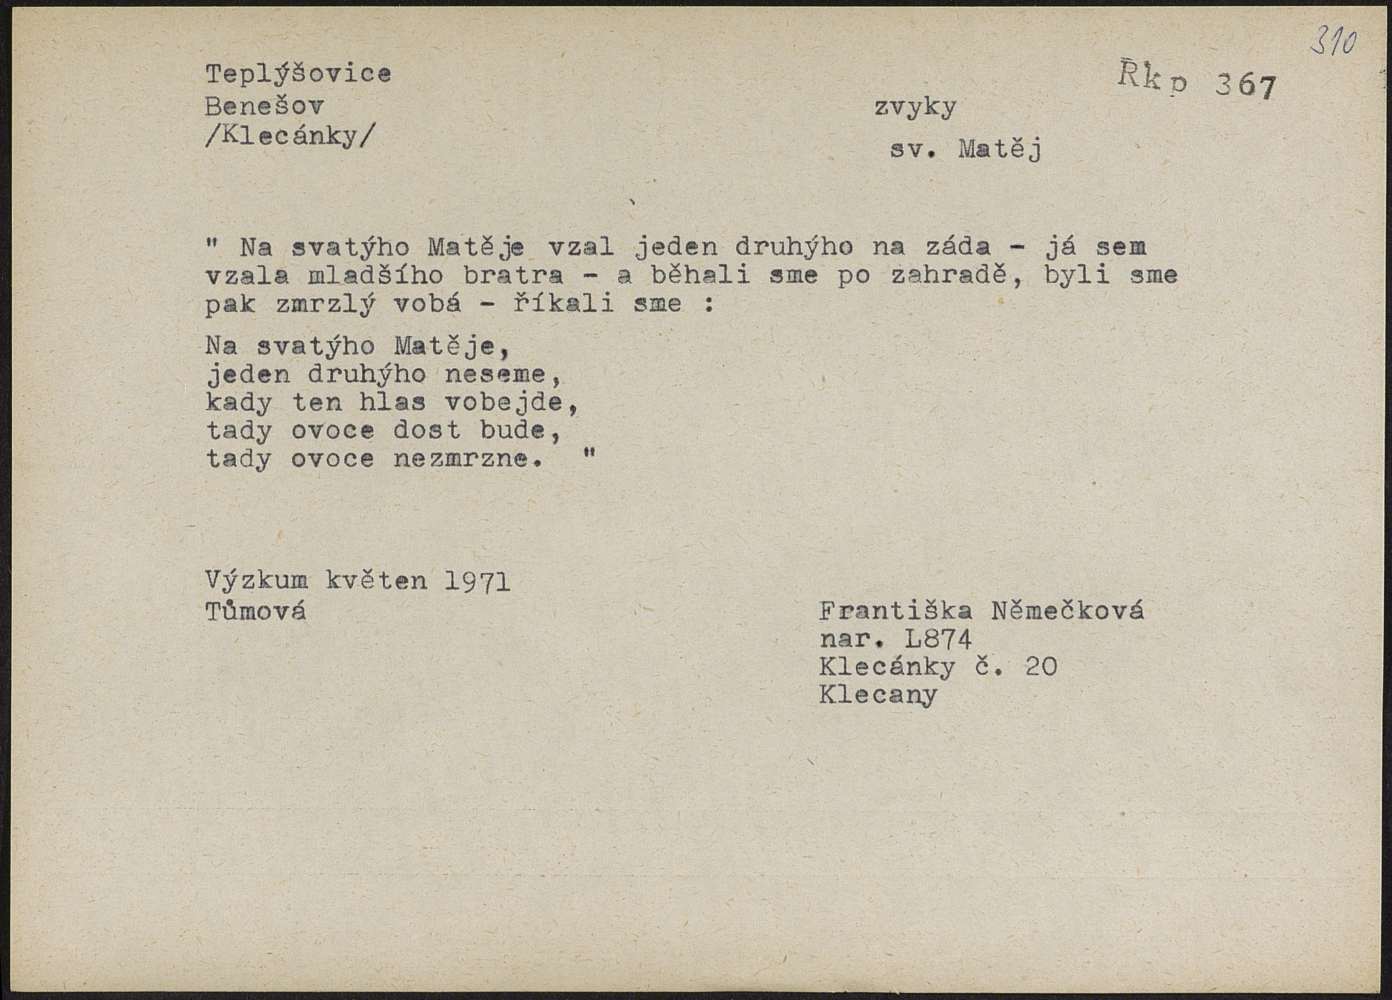 310
Rkp 367
Teplýšovice
Benešov
/Klecánky/
zvyky
sv. Matěj
" Na svatýho Matěje vzal jeden druhýho na záda - já sem
vzala mladšího bratra - a běhali sme po zahradě, byli sme
pak zmrzlý vobá - říkali sme :
Na svatýho Matěje,
jeden druhýho neseme,
kady ten hlas vobejde,
tady ovoce dost bude,
tady ovoce nezmrzne. "
Výzkum květen 1971
Tůmová
Františka Němečková
nar. L874
Klecánky č. 20
Klecany